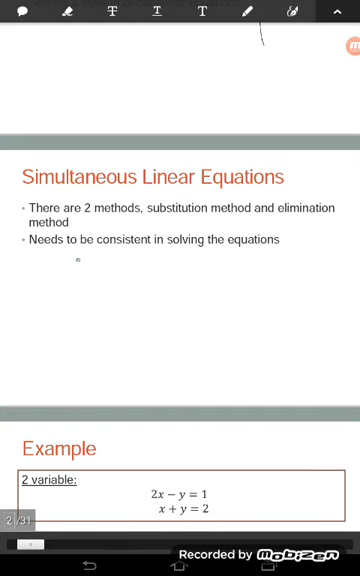 T T T
Simultaneous Linear Equations
• There are 2 methods, substitution method and elimination
method
• Needs to be consistent in solving the equations
Example
2 variable:
2x − y = 1
x + y = 2
2 /31
Recorded by Mobizen